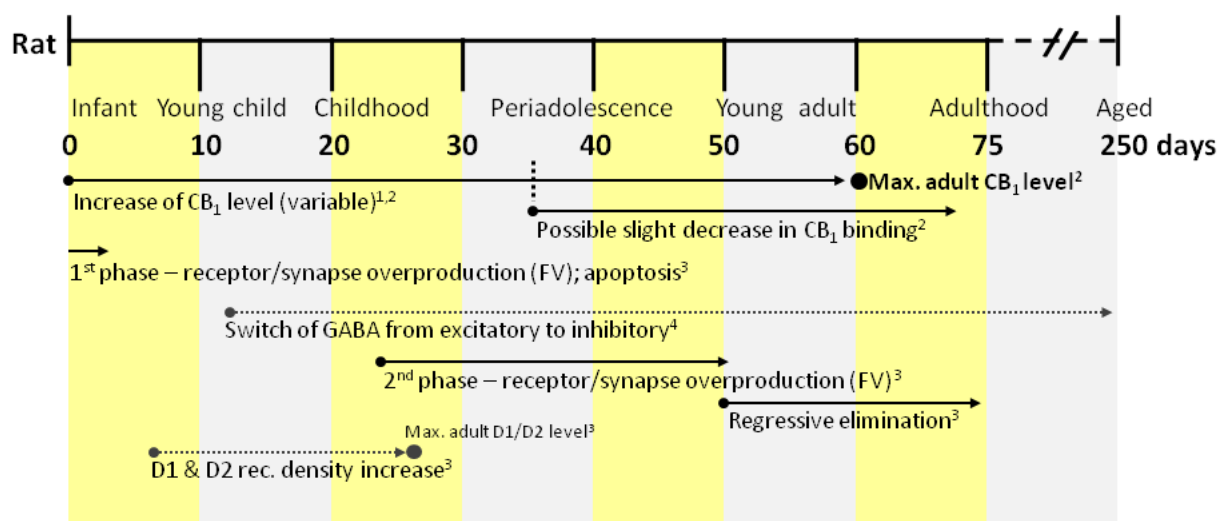 Rat
Infant Young child Childhood Periadolescence Young adult Adulthood Aged
0 10 20 30 40 50 60 75 250 days
Max. adult CB₁ level²
Increase of CB₁ level (variable)¹,²
Possible slight decrease in CB₁ binding²
1ˢᵗ phase – receptor/synapse overproduction (FV); apoptosis³
Switch of GABA from excitatory to inhibitory⁴
2ⁿᵈ phase – receptor/synapse overproduction (FV)³
Regressive elimination³
Max. adult D1/D2 level³
D1 & D2 rec. density increase³